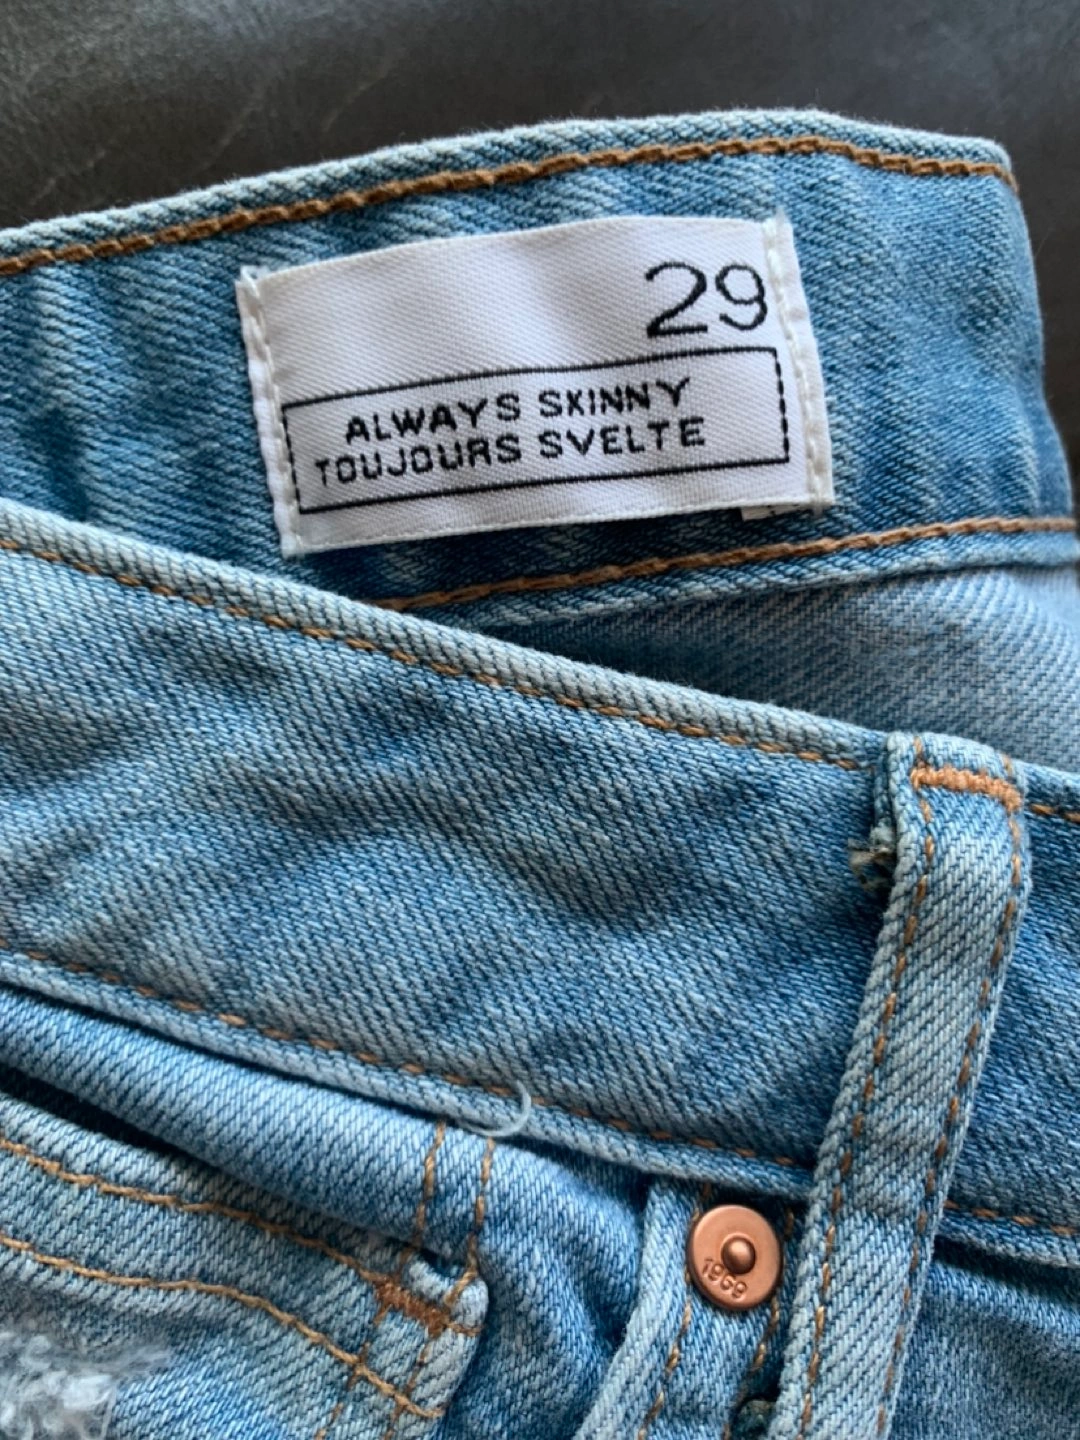 29
ALWAYS SKINNY
TOUJOURS SVELTE
1969